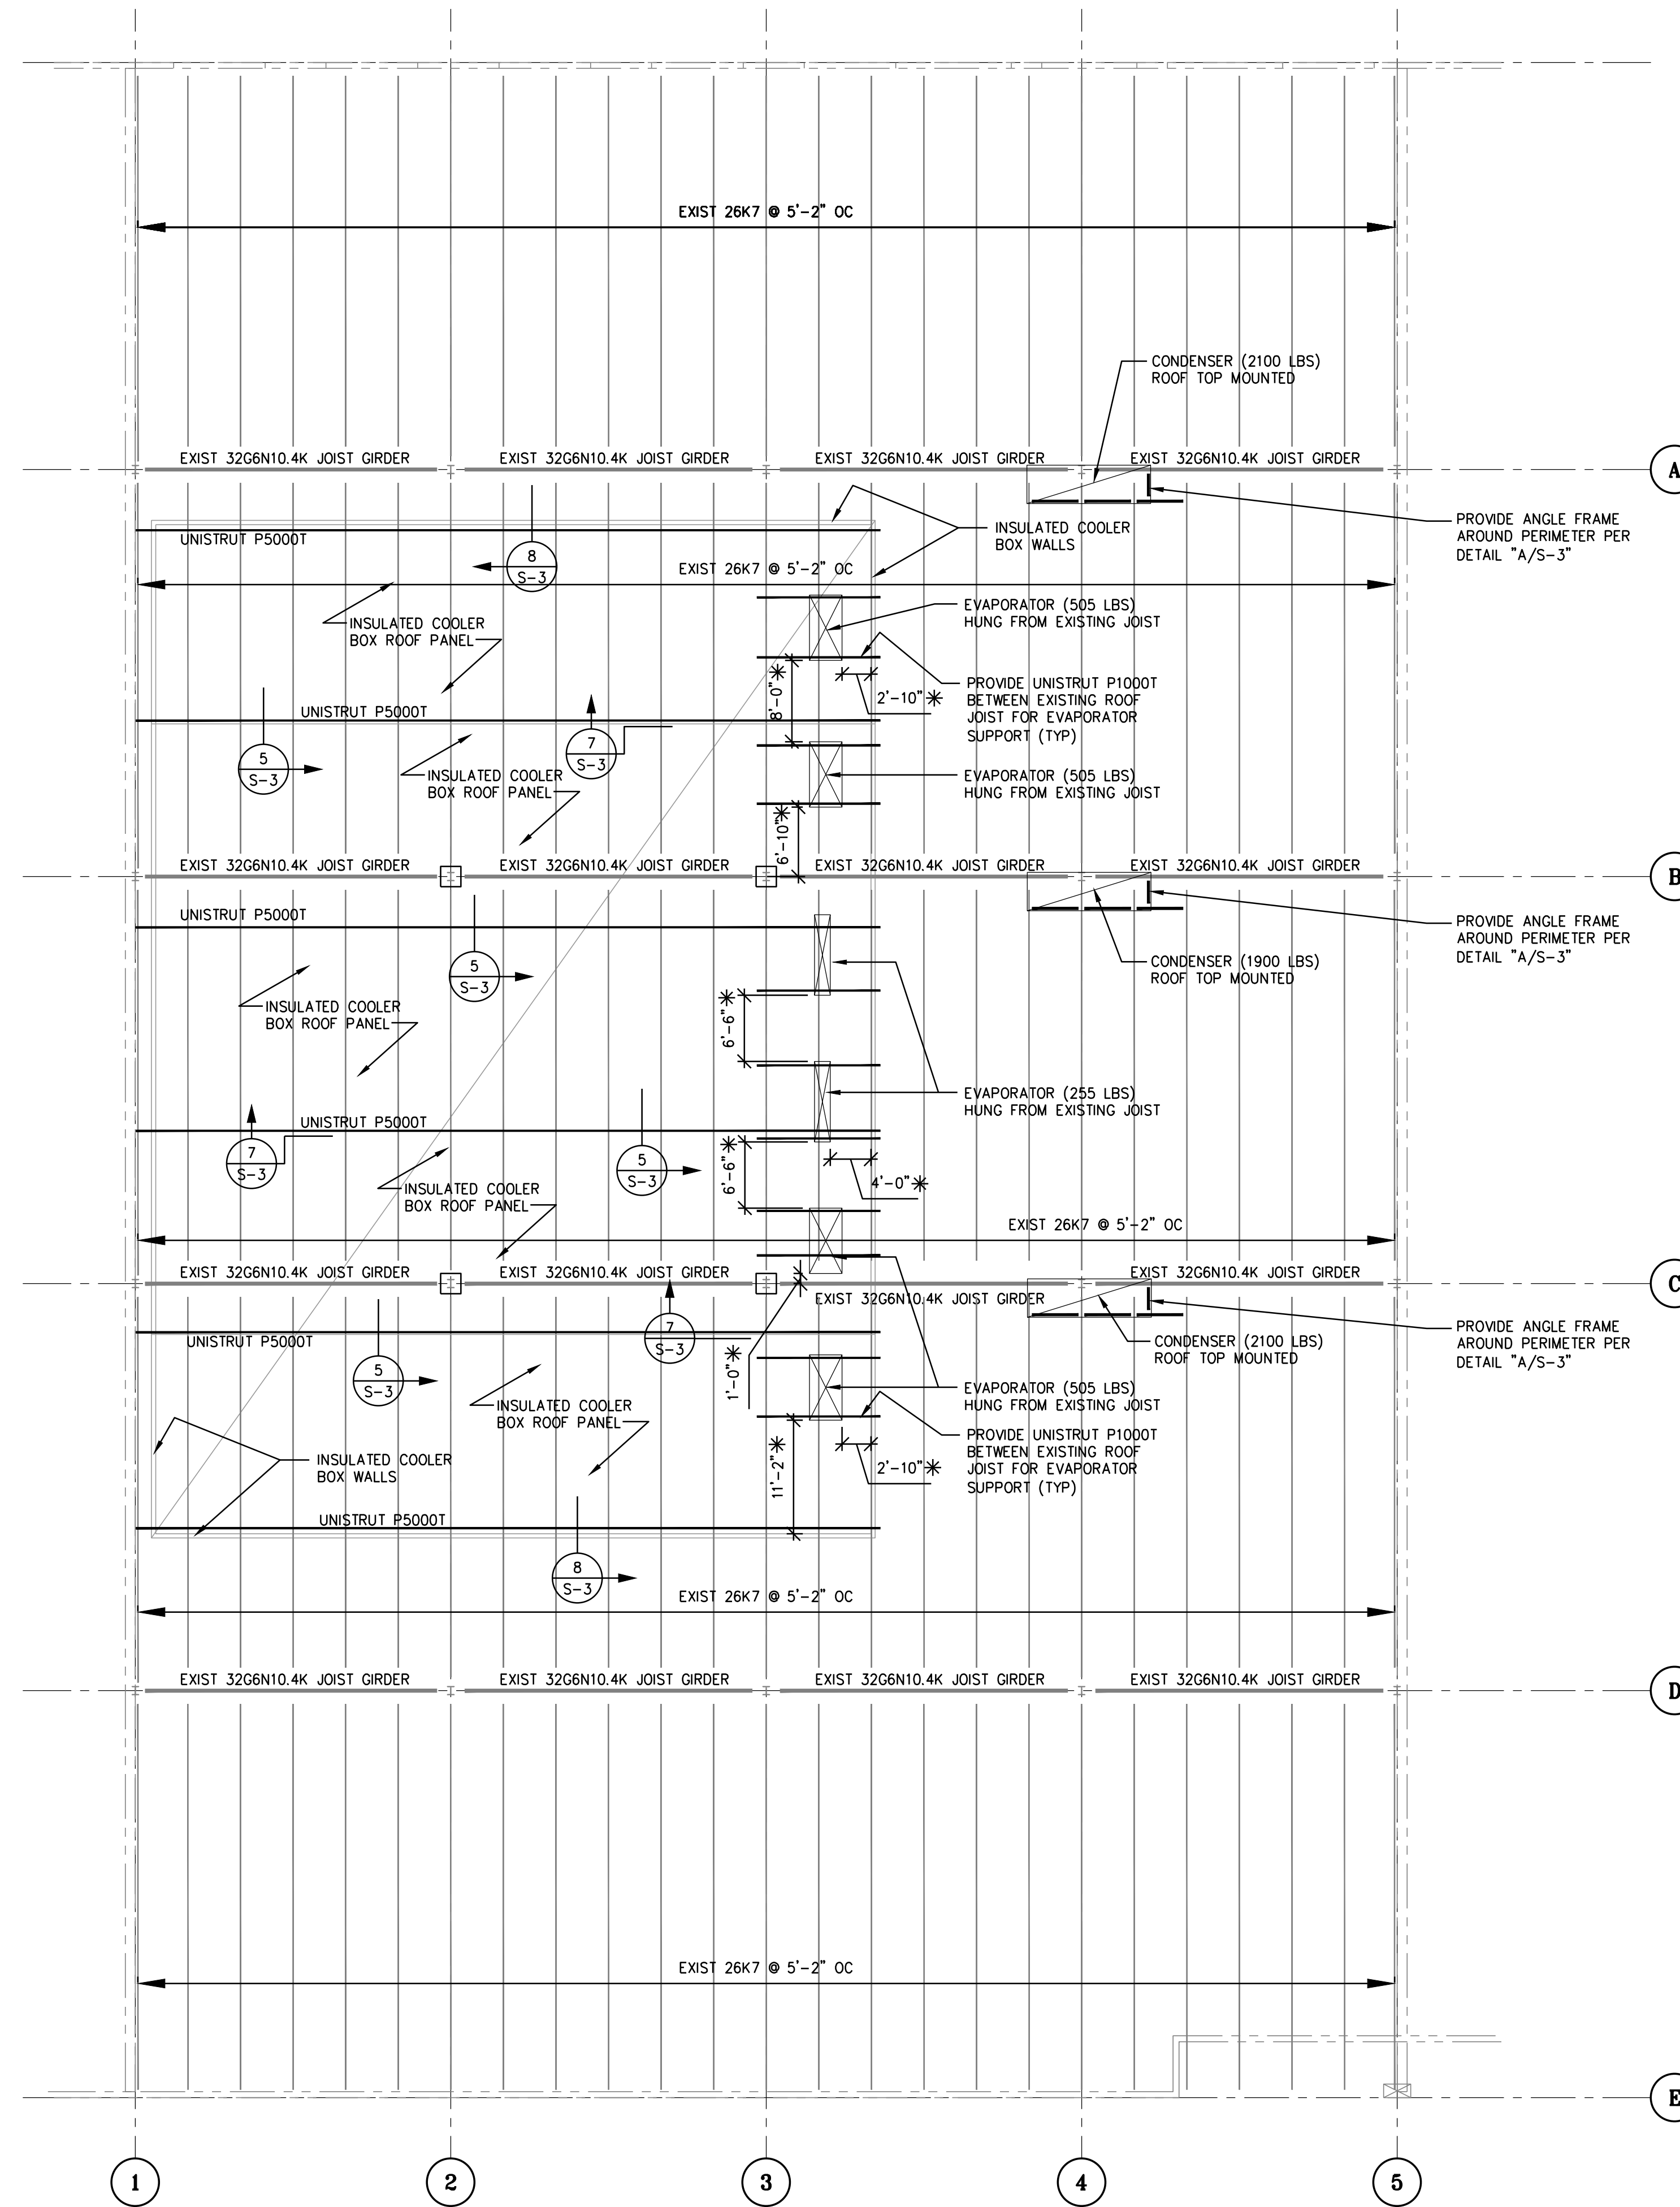 EXIST 26K7 @ 5'-2" OC
CONDENSER (2100 LBS)
ROOF TOP MOUNTED
EXIST 32G6N10.4K JOIST GIRDER
EXIST 32G6N10.4K JOIST GIRDER
EXIST 32G6N10.4K JOIST GIRDER
EXIST 32G6N10.4K JOIST GIRDER
A
PROVIDE ANGLE FRAME
AROUND PERIMETER PER
DETAIL "A/S-3"
INSULATED COOLER
BOX WALLS
UNISTRUT P5000T
8
S-3
EXIST 26K7 @ 5'-2" OC
EVAPORATOR (505 LBS)
HUNG FROM EXISTING JOIST
INSULATED COOLER
BOX ROOF PANEL
8'-0"*
2'-10"*
PROVIDE UNISTRUT P1000T
BETWEEN EXISTING ROOF
JOIST FOR EVAPORATOR
SUPPORT (TYP)
UNISTRUT P5000T
5
S-3
7
S-3
INSULATED COOLER
BOX ROOF PANEL
EVAPORATOR (505 LBS)
HUNG FROM EXISTING JOIST
6'-10"*
EXIST 32G6N10.4K JOIST GIRDER
EXIST 32G6N10.4K JOIST GIRDER
EXIST 32G6N10.4K JOIST GIRDER
EXIST 32G6N10.4K JOIST GIRDER
B
PROVIDE ANGLE FRAME
AROUND PERIMETER PER
DETAIL "A/S-3"
UNISTRUT P5000T
5
S-3
CONDENSER (1900 LBS)
ROOF TOP MOUNTED
INSULATED COOLER
BOX ROOF PANEL
6'-6"*
EVAPORATOR (255 LBS)
HUNG FROM EXISTING JOIST
UNISTRUT P5000T
7
S-3
5
S-3
6'-6"*
4'-0"*
INSULATED COOLER
BOX ROOF PANEL
EXIST 26K7 @ 5'-2" OC
EXIST 32G6N10.4K JOIST GIRDER
EXIST 32G6N10.4K JOIST GIRDER
EXIST 32G6N10.4K JOIST GIRDER
EXIST 32G6N10.4K JOIST GIRDER
C
PROVIDE ANGLE FRAME
AROUND PERIMETER PER
DETAIL "A/S-3"
UNISTRUT P5000T
7
S-3
CONDENSER (2100 LBS)
ROOF TOP MOUNTED
5
S-3
1'-0"*
EVAPORATOR (505 LBS)
HUNG FROM EXISTING JOIST
INSULATED COOLER
BOX ROOF PANEL
PROVIDE UNISTRUT P1000T
BETWEEN EXISTING ROOF
JOIST FOR EVAPORATOR
SUPPORT (TYP)
11'-2"*
2'-10"*
INSULATED COOLER
BOX WALLS
UNISTRUT P5000T
8
S-3
EXIST 26K7 @ 5'-2" OC
EXIST 32G6N10.4K JOIST GIRDER
EXIST 32G6N10.4K JOIST GIRDER
EXIST 32G6N10.4K JOIST GIRDER
EXIST 32G6N10.4K JOIST GIRDER
D
EXIST 26K7 @ 5'-2" OC
E
1
2
3
4
5